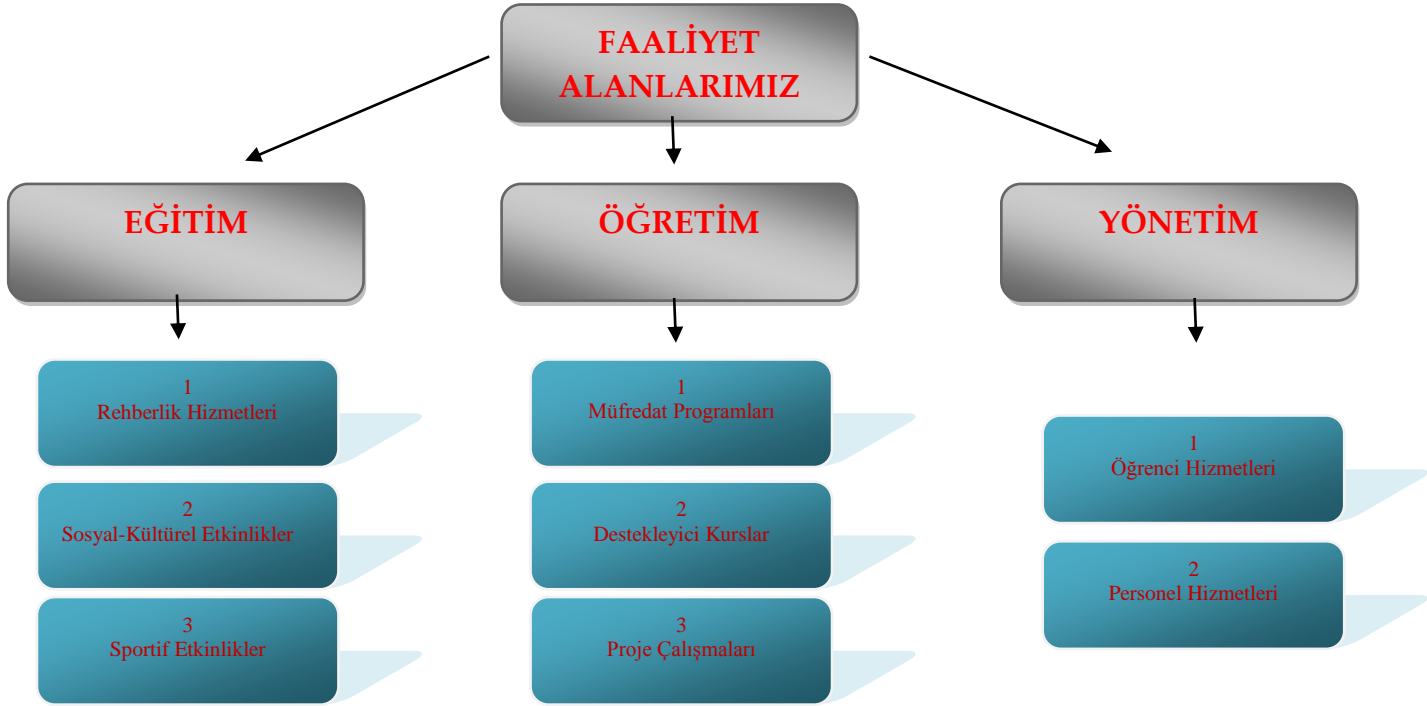 FAALİYET
ALANLARIMIZ
EĞİTİM
ÖĞRETİM
YÖNETİM
1
Rehberlik Hizmetleri
2
Sosyal-Kültürel Etkinlikler
3
Sportif Etkinlikler
1
Müfredat Programları
2
Destekleyici Kurslar
3
Proje Çalışmaları
1
Öğrenci Hizmetleri
2
Personel Hizmetleri